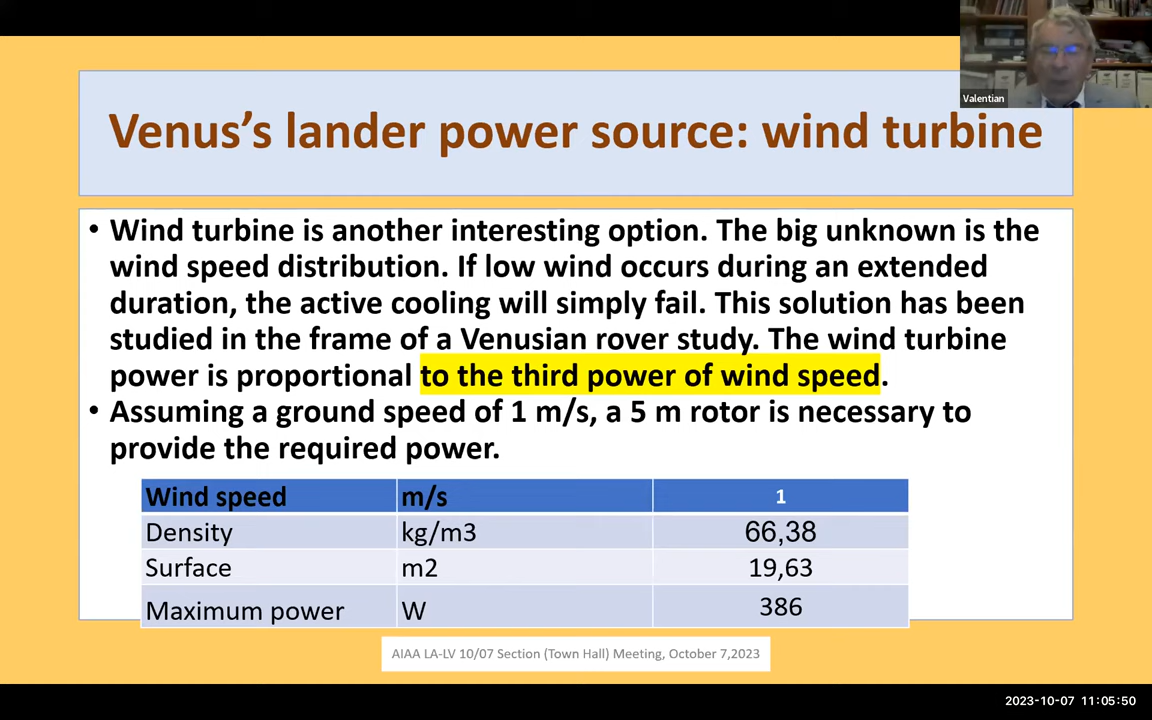 Valentian
Venus's lander power source: wind turbine
• Wind turbine is another interesting option. The big unknown is the
wind speed distribution. If low wind occurs during an extended
duration, the active cooling will simply fail. This solution has been
studied in the frame of a Venusian rover study. The wind turbine
power is proportional to the third power of wind speed.
• Assuming a ground speed of 1 m/s, a 5 m rotor is necessary to
provide the required power.
Wind speed m/s 1
Density kg/m3 66,38
Surface m2 19,63
Maximum power W 386
AIAA LA-LV 10/07 Section (Town Hall) Meeting, October 7,2023
2023-10-07 11:05:50